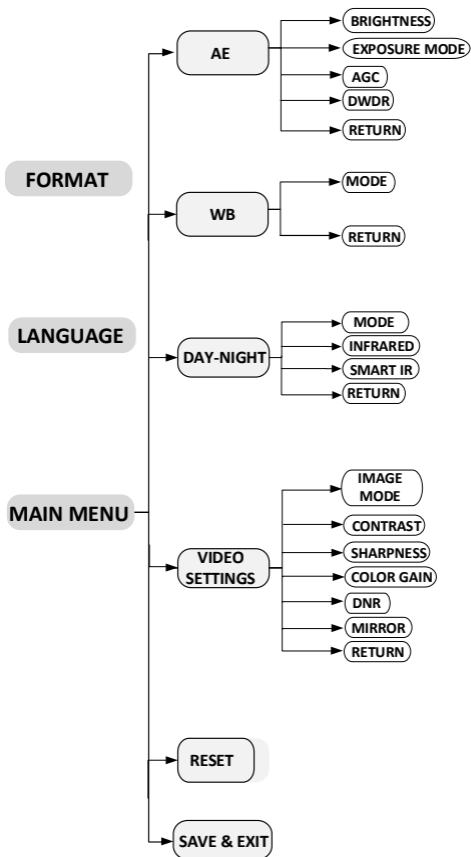 FORMAT
LANGUAGE
MAIN MENU
AE
BRIGHTNESS
EXPOSURE MODE
AGC
DWDR
RETURN
WB
MODE
RETURN
DAY-NIGHT
MODE
INFRARED
SMART IR
RETURN
VIDEO
SETTINGS
IMAGE
MODE
CONTRAST
SHARPNESS
COLOR GAIN
DNR
MIRROR
RETURN
RESET
SAVE & EXIT